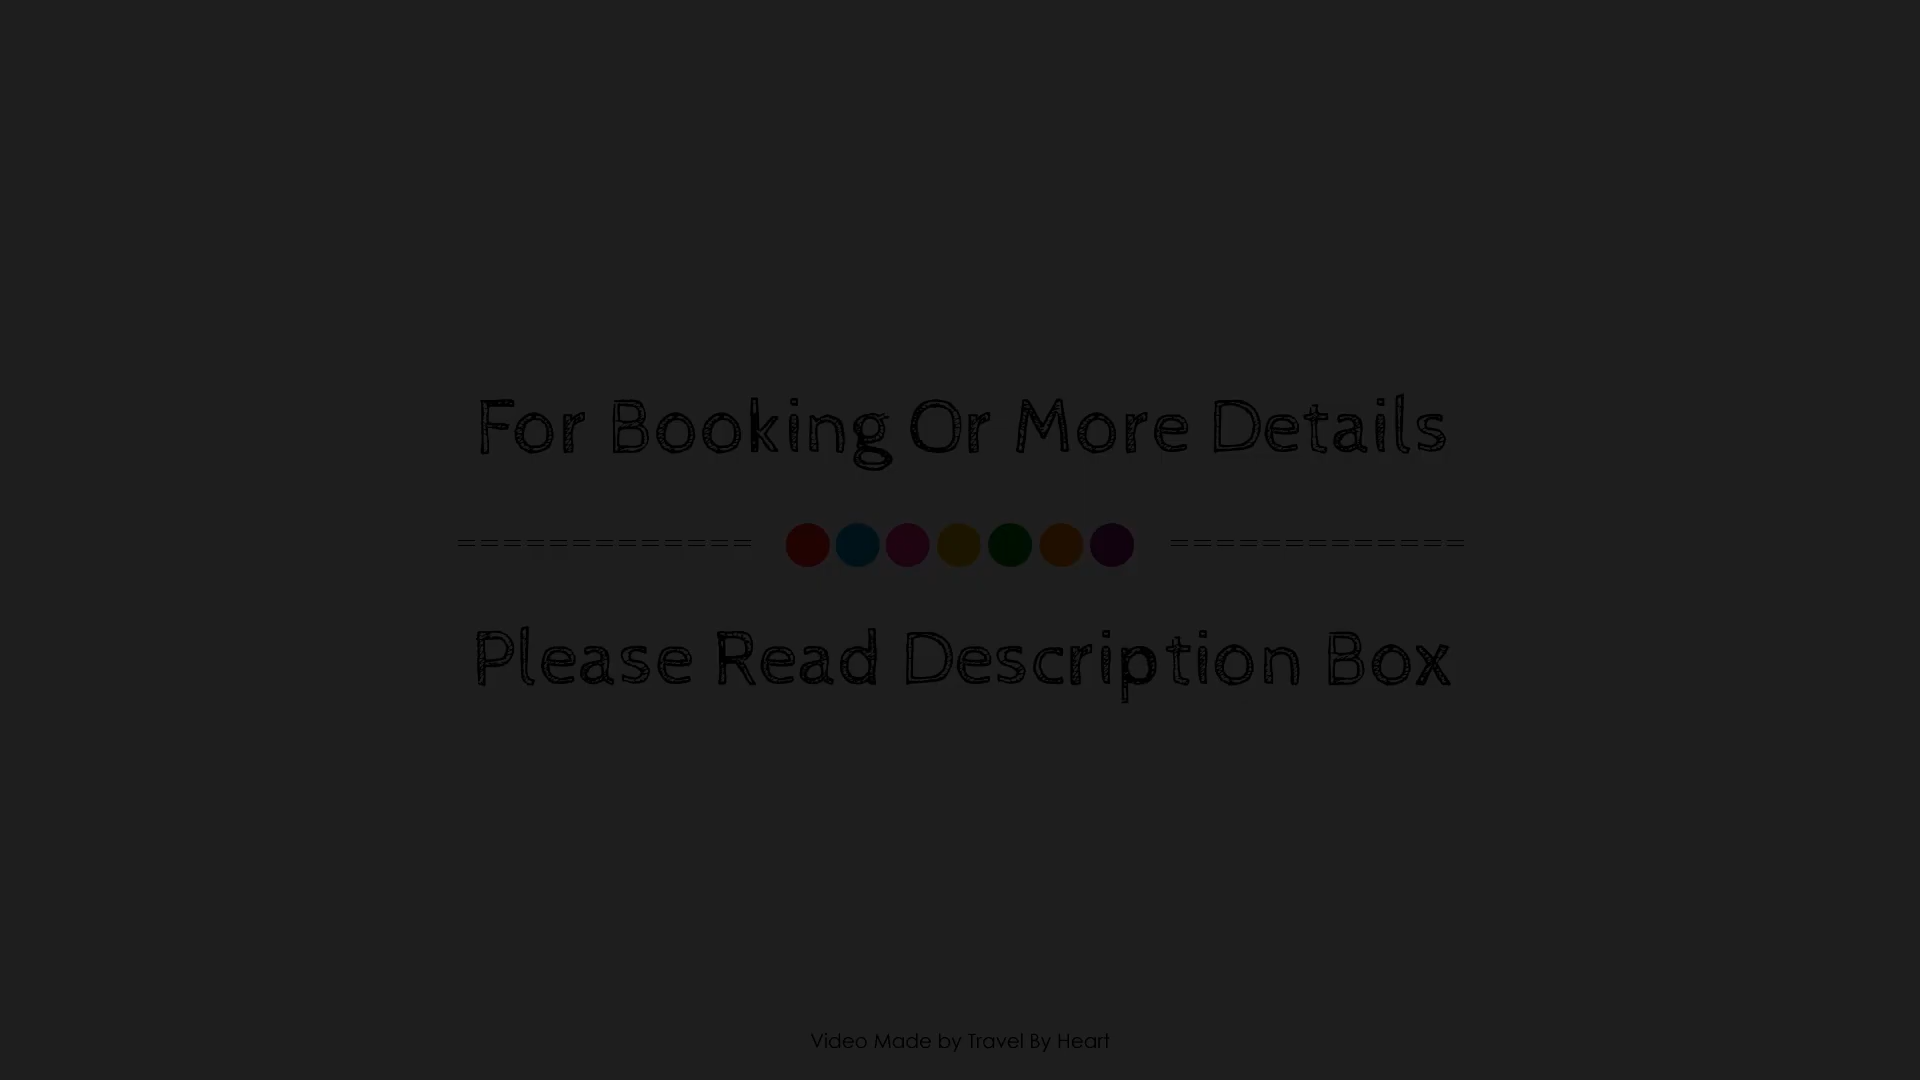 For Booking Or More Details
============= =============
Please Read Description Box
Video Made by Travel By Heart